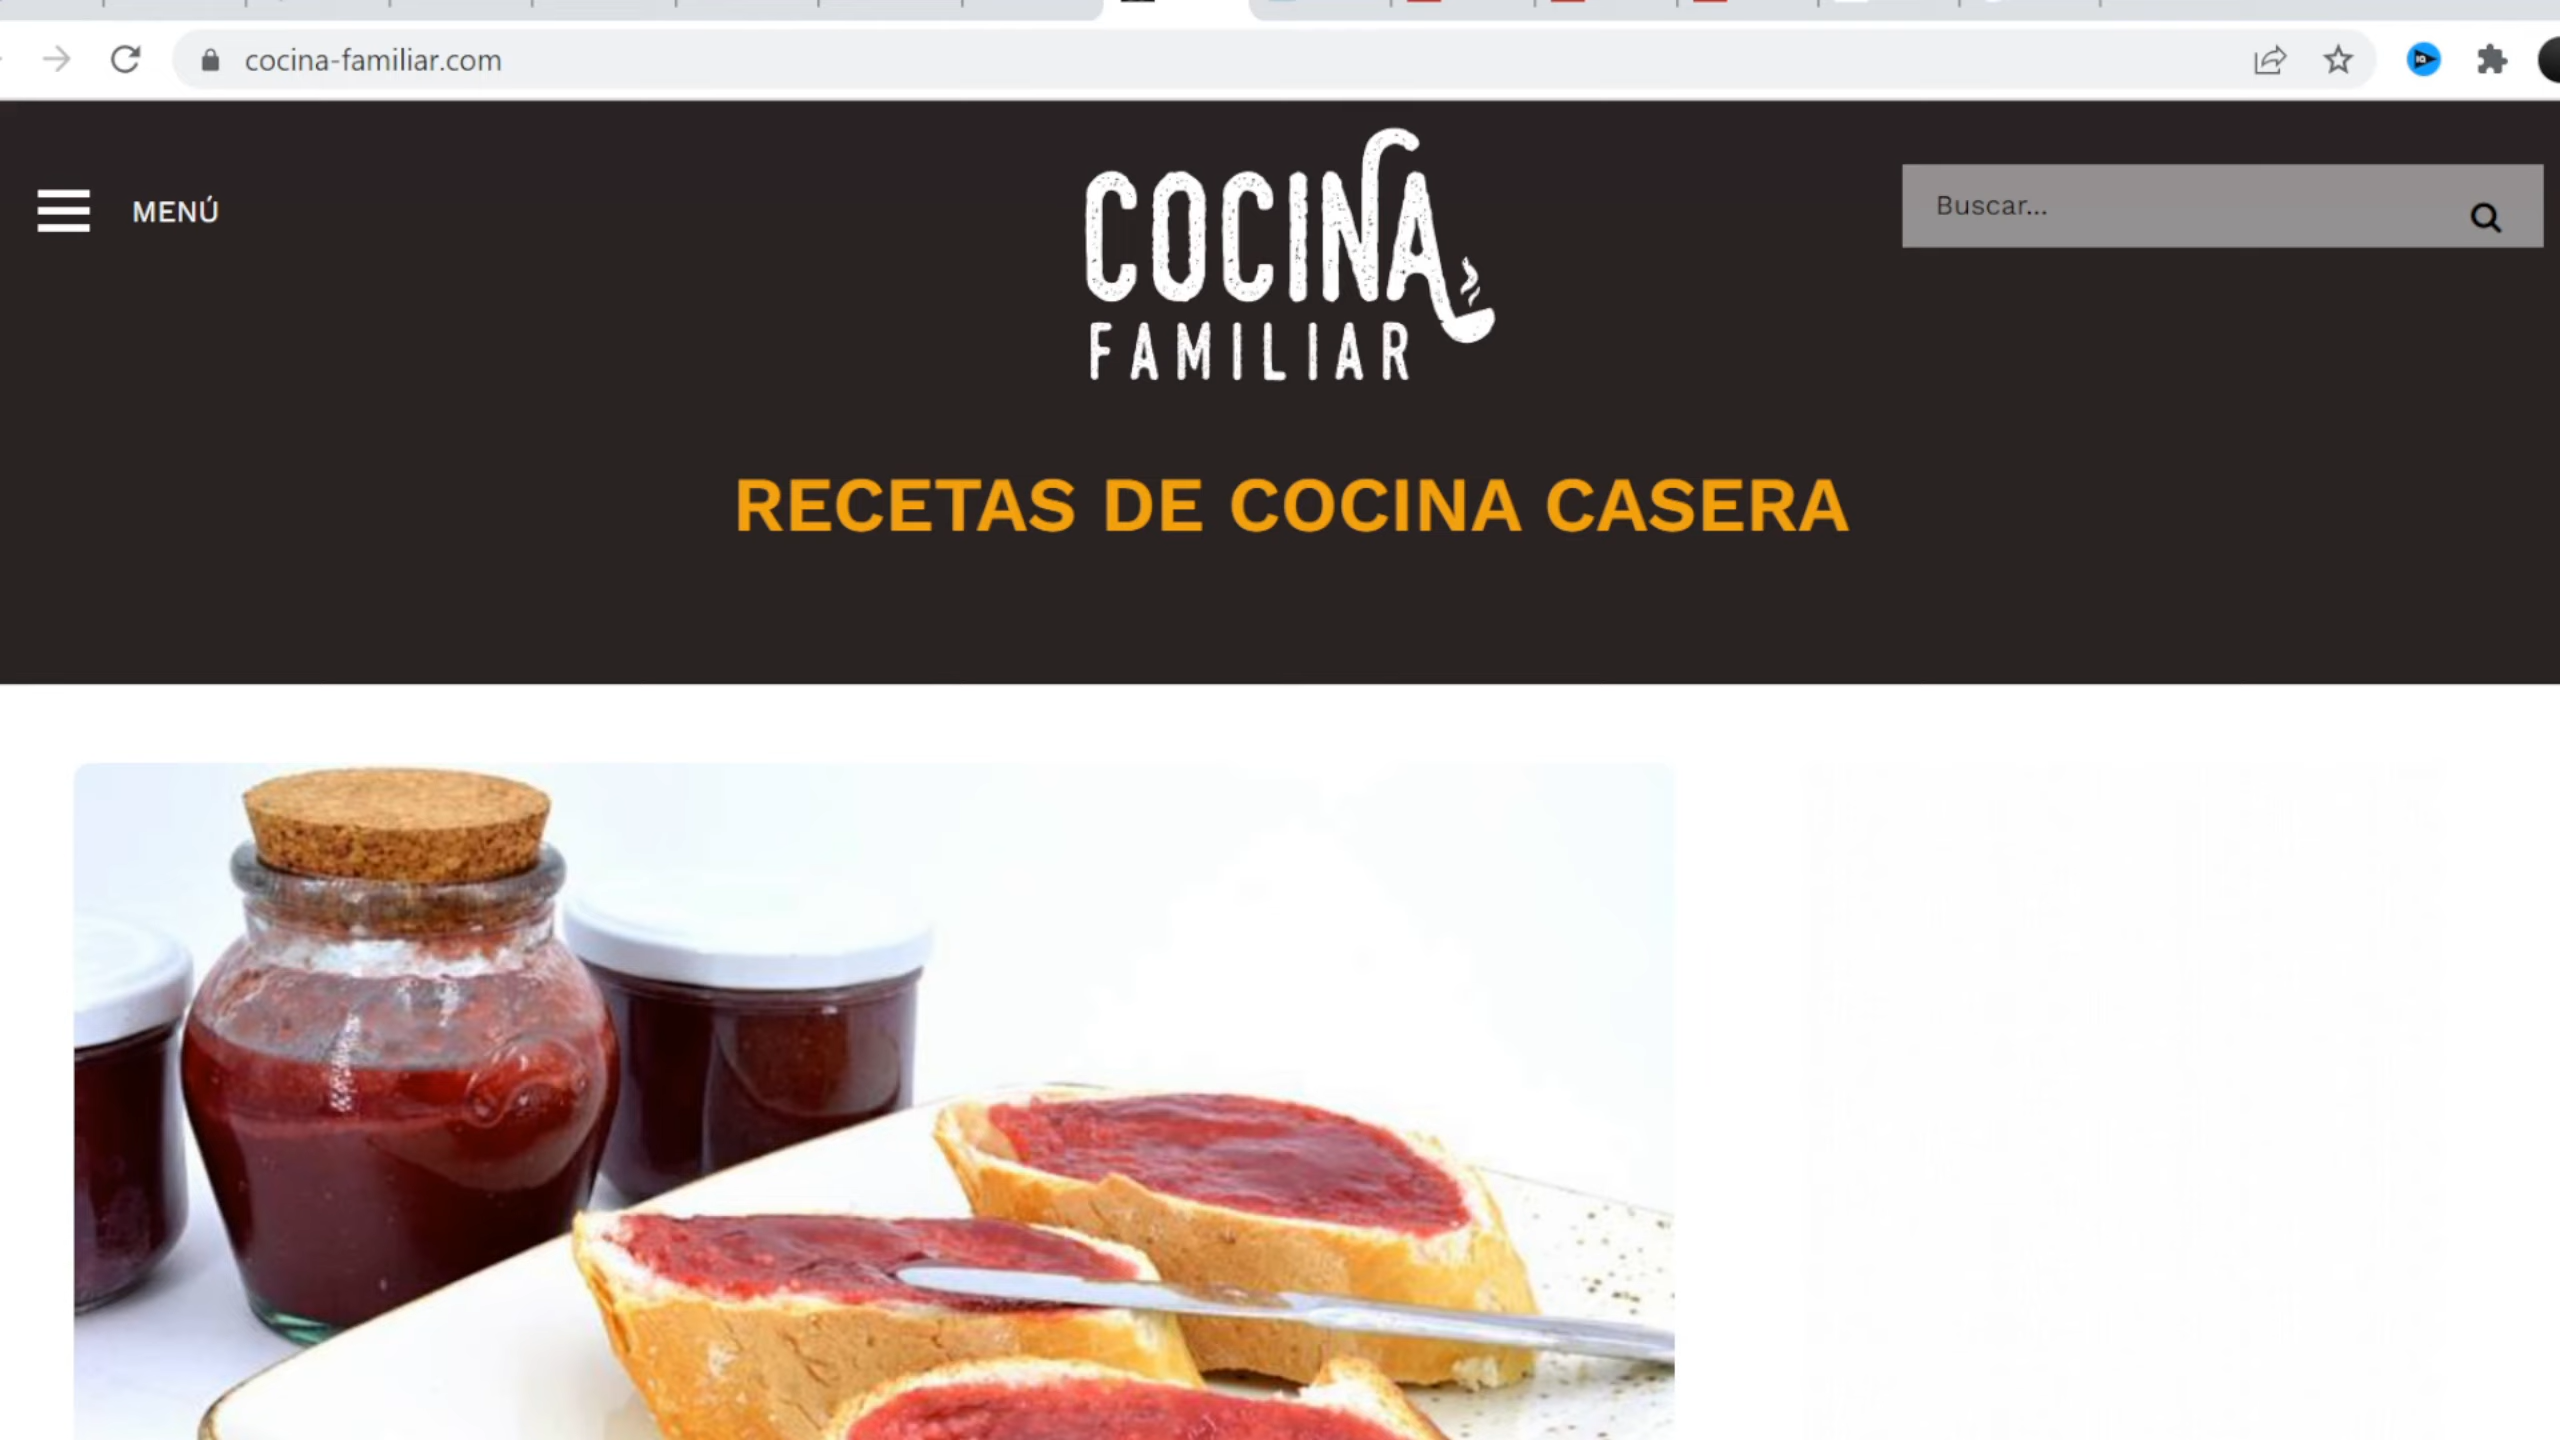 cocina-familiar.com
MENÚ
COCINA
FAMILIAR
Buscar...
RECETAS DE COCINA CASERA